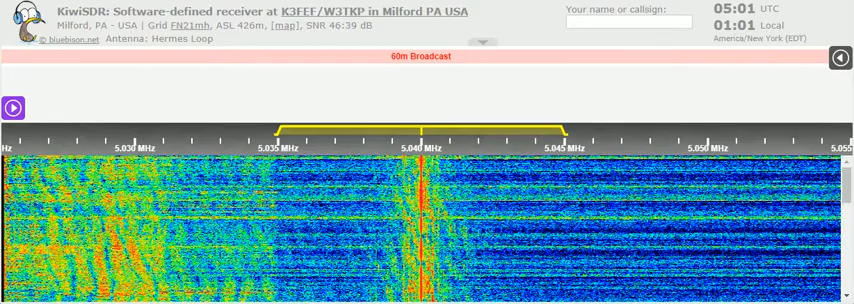 KiwiSDR: Software-defined receiver at K3FEF/W3TKP in Milford PA USA
Milford, PA - USA | Grid FN21mh, ASL 426m, [map], SNR 46:39 dB
© bluebison.net Antenna: Hermes Loop
Your name or callsign:
05:01 UTC
01:01 Local
America/New York (EDT)
60m Broadcast
Hz 5.030 MHz 5.035 MHz 5.040 MHz 5.045 MHz 5.050 MHz 5.055